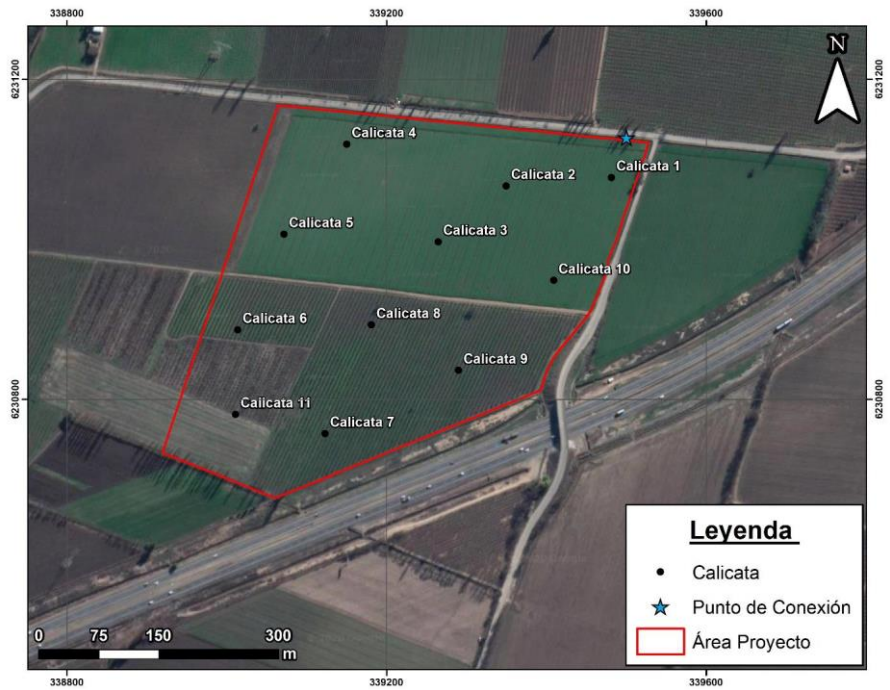 338800 339200 339600
6231200 6231200
N
Calicata 4
Calicata 1
Calicata 2
Calicata 5
Calicata 3
Calicata 10
Calicata 6
Calicata 8
Calicata 9
6230800 6230800
Calicata 11
Calicata 7
Leyenda
Calicata
Punto de Conexión
Área Proyecto
0 75 150 300
m
338800 339200 339600